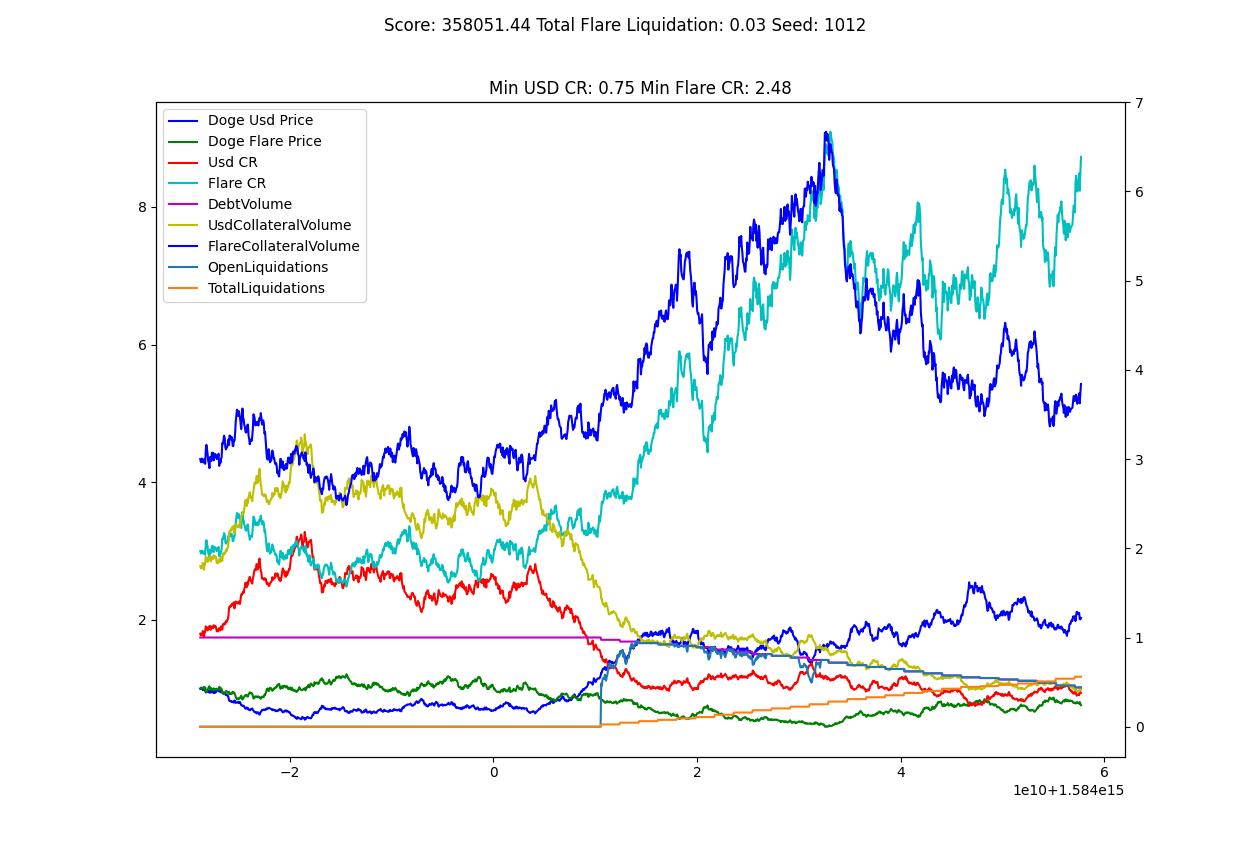 Score: 358051.44 Total Flare Liquidation: 0.03 Seed: 1012
Min USD CR: 0.75 Min Flare CR: 2.48
Doge Usd Price
Doge Flare Price
Usd CR
Flare CR
DebtVolume
UsdCollateralVolume
FlareCollateralVolume
OpenLiquidations
TotalLiquidations
8
6
4
2
7
6
5
4
3
2
1
0
−2
0
2
4
6
1e10+1.584e15